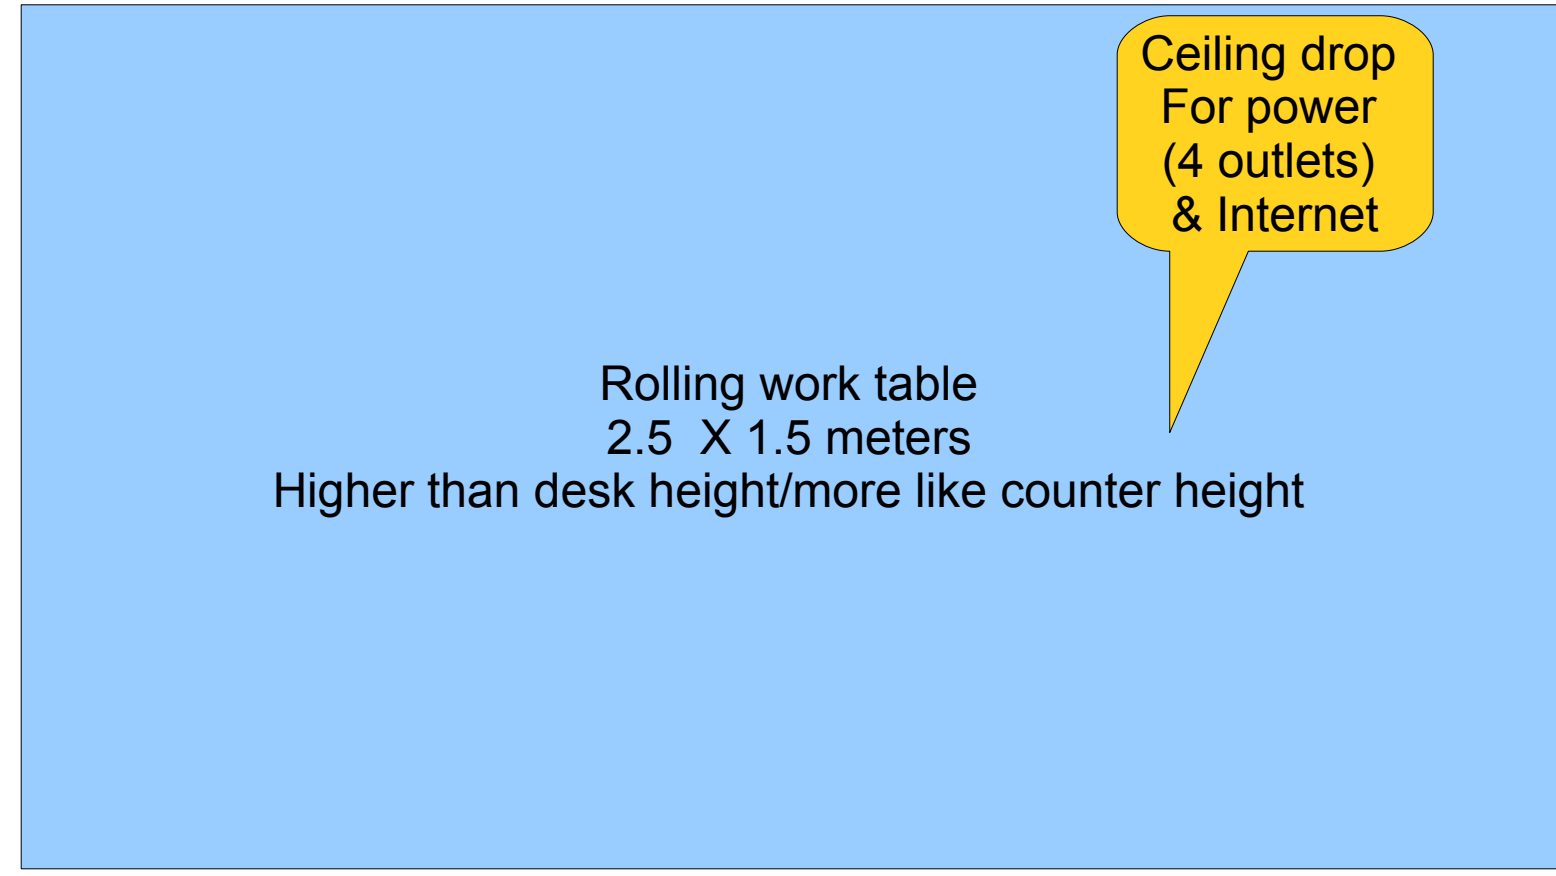 Ceiling drop
For power
(4 outlets)
& Internet
Rolling work table
2.5  X 1.5 meters
Higher than desk height/more like counter height